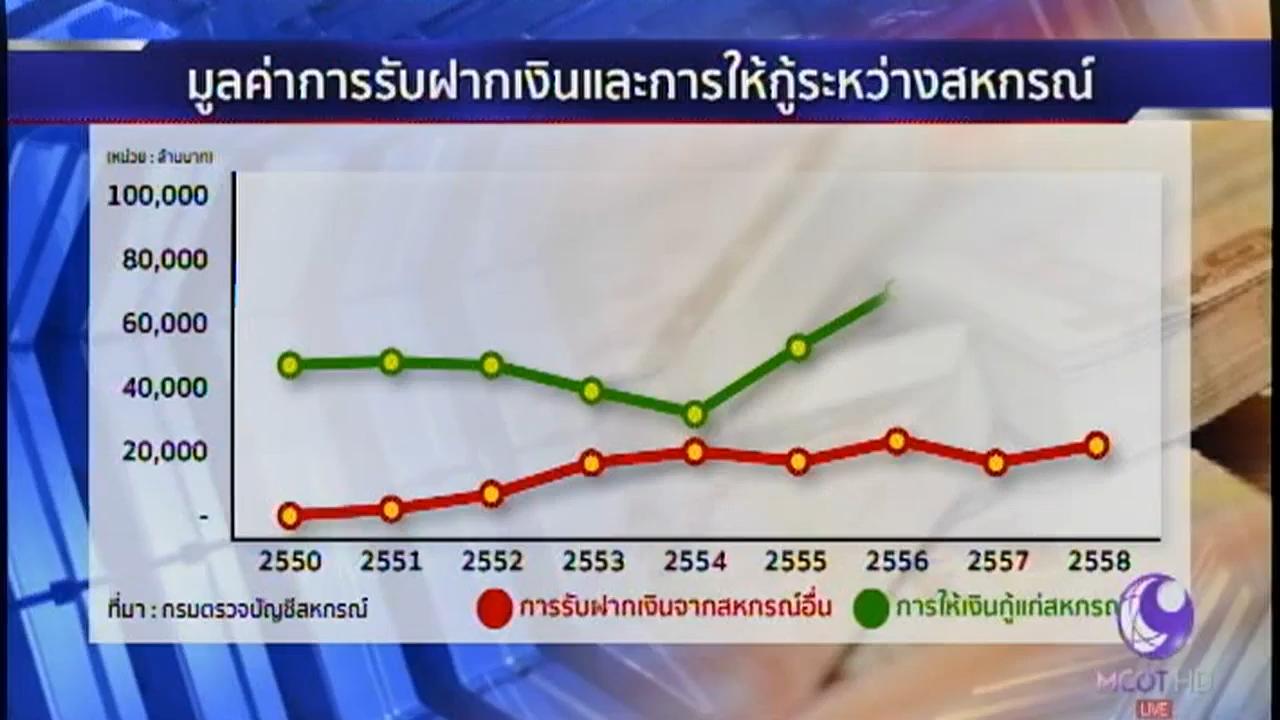 มูลค่าการรับฝากเงินและการให้กู้ระหว่างสหกรณ์
(หน่วย : ล้านบาท)
100,000
80,000
60,000
40,000
20,000
-
2550 2551 2552 2553 2554 2555 2556 2557 2558
ที่มา : กรมตรวจบัญชีสหกรณ์
การรับฝากเงินจากสหกรณ์อื่น
การให้เงินกู้แก่สหกรณ
MCOT HD
LIVE